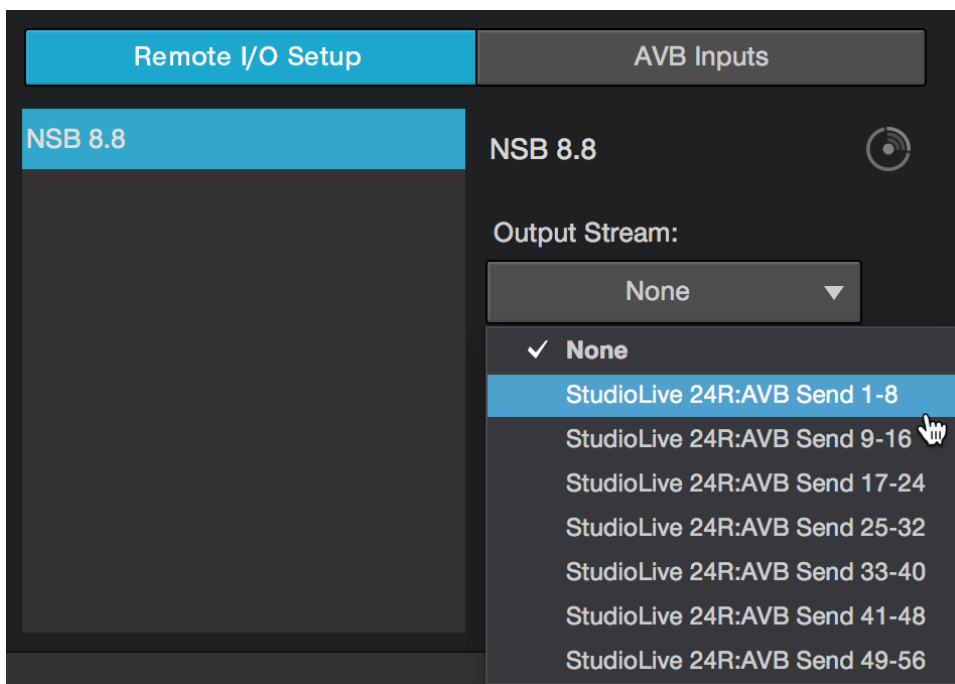 Remote I/O Setup
AVB Inputs
NSB 8.8
NSB 8.8
Output Stream:
None
None
StudioLive 24R:AVB Send 1-8
StudioLive 24R:AVB Send 9-16
StudioLive 24R:AVB Send 17-24
StudioLive 24R:AVB Send 25-32
StudioLive 24R:AVB Send 33-40
StudioLive 24R:AVB Send 41-48
StudioLive 24R:AVB Send 49-56